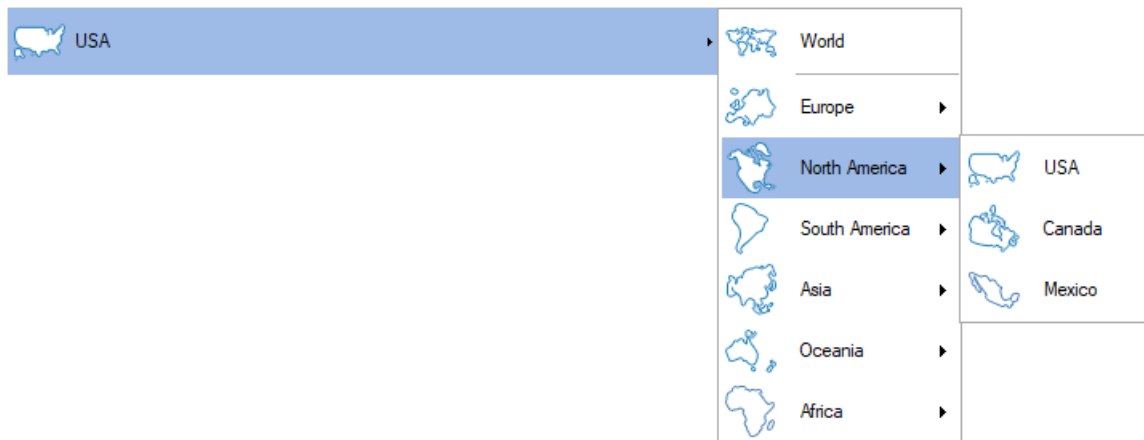 USA
World
Europe
North America
South America
Asia
Oceania
Africa
USA
Canada
Mexico